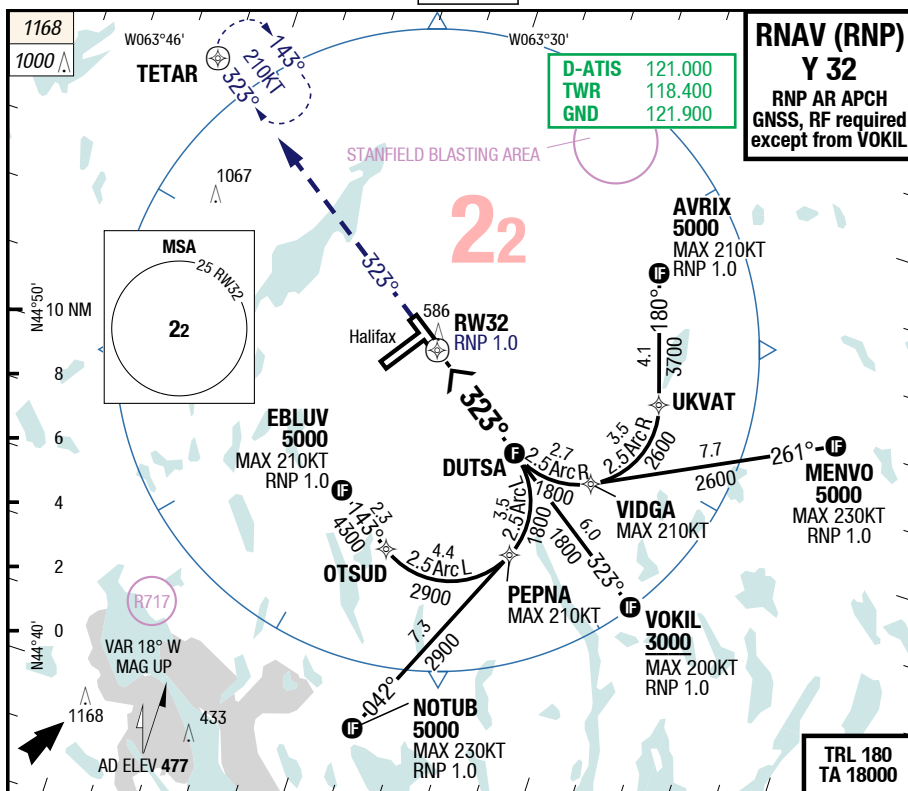 1168
1000
W063°46'
W063°30'
TETAR
143°
210KT
323°
D-ATIS 121.000
TWR 118.400
GND 121.900
RNAV (RNP)
Y 32
RNP AR APCH
GNSS, RF required
except from VOKIL
STANFIELD BLASTING AREA
1067
22
AVRIX
5000
MAX 210KT
RNP 1.0
MSA
25 RW32
22
323°
180°
4.1
3700
N44°50'
10 NM
8
6
4
2
0
N44°40'
586
RW32
RNP 1.0
Halifax
323°
UKVAT
3.5
2.5 Arc R
2600
EBLUV
5000
MAX 210KT
RNP 1.0
DUTSA
2.7
2.5 Arc R
1800
7.7
2600
261°
MENVO
5000
MAX 230KT
RNP 1.0
VIDGA
MAX 210KT
2.3
143°
4300
OTSUD
4.4
2.5 Arc L
2900
3.5
2.5 Arc L
1800
6.0
1800
323°
PEPNA
MAX 210KT
VOKIL
3000
MAX 200KT
RNP 1.0
R717
VAR 18° W
MAG UP
7.3
2900
042°
NOTUB
5000
MAX 230KT
RNP 1.0
1168
433
AD ELEV 477
TRL 180
TA 18000